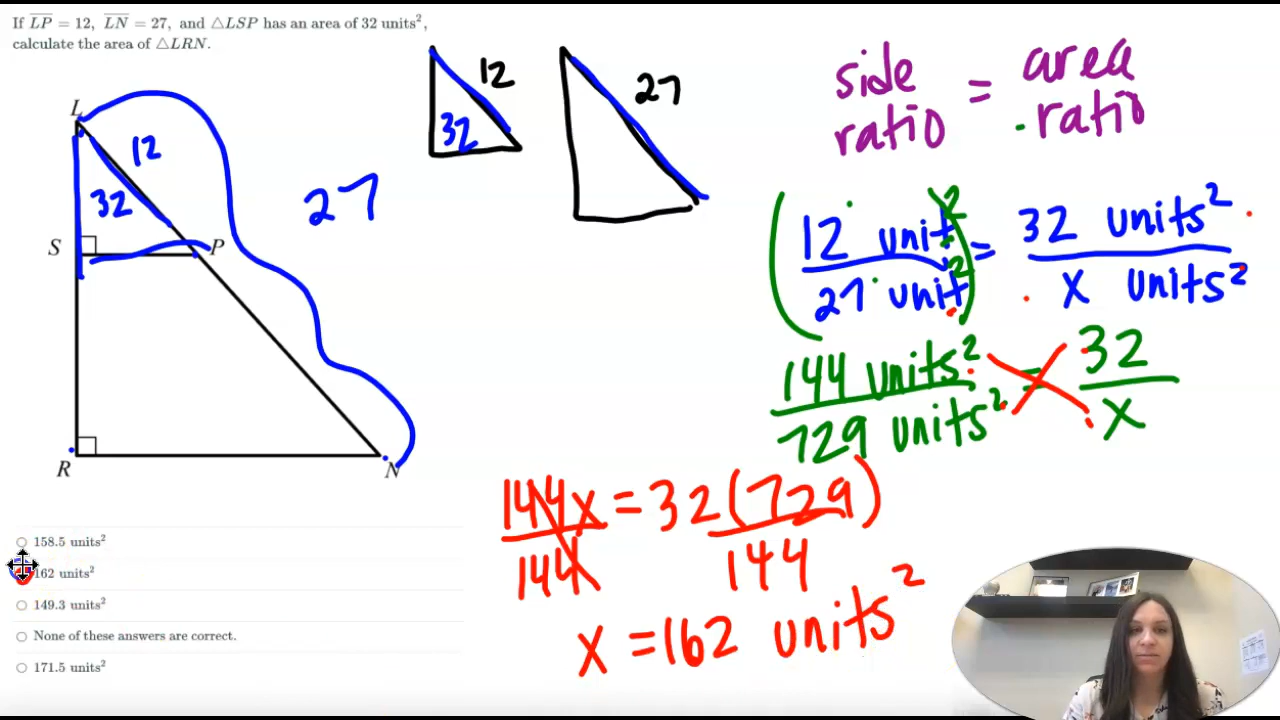 If LP = 12, LN = 27, and △LSP has an area of 32 units²,
calculate the area of △LRN.
L
12
32
S
P
27
R
N
12
32
27
side ratio = area ratio
(12 unit / 27 unit)² = 32 units² / x units²
144 units² / 729 units² = 32 / x
144x / 144 = 32(729) / 144
x = 162 units²
158.5 units²
162 units²
149.3 units²
None of these answers are correct.
171.5 units²